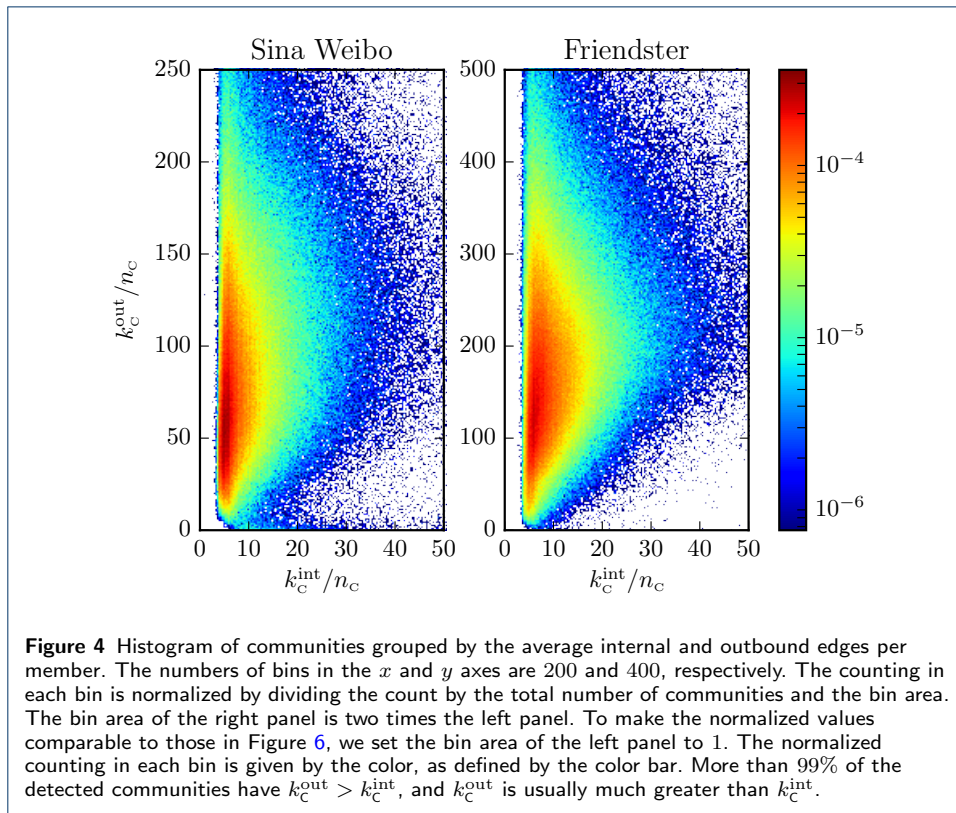 Sina Weibo
Friendster
250
200
150
100
50
0
0 10 20 30 40 50
k_C^out/n_C
k_C^int/n_C
500
400
300
200
100
0
0 10 20 30 40 50
k_C^int/n_C
10^-4
10^-5
10^-6
Figure 4 Histogram of communities grouped by the average internal and outbound edges per
member. The numbers of bins in the x and y axes are 200 and 400, respectively. The counting in
each bin is normalized by dividing the count by the total number of communities and the bin area.
The bin area of the right panel is two times the left panel. To make the normalized values
comparable to those in Figure 6, we set the bin area of the left panel to 1. The normalized
counting in each bin is given by the color, as defined by the color bar. More than 99% of the
detected communities have k_C^out > k_C^int, and k_C^out is usually much greater than k_C^int.